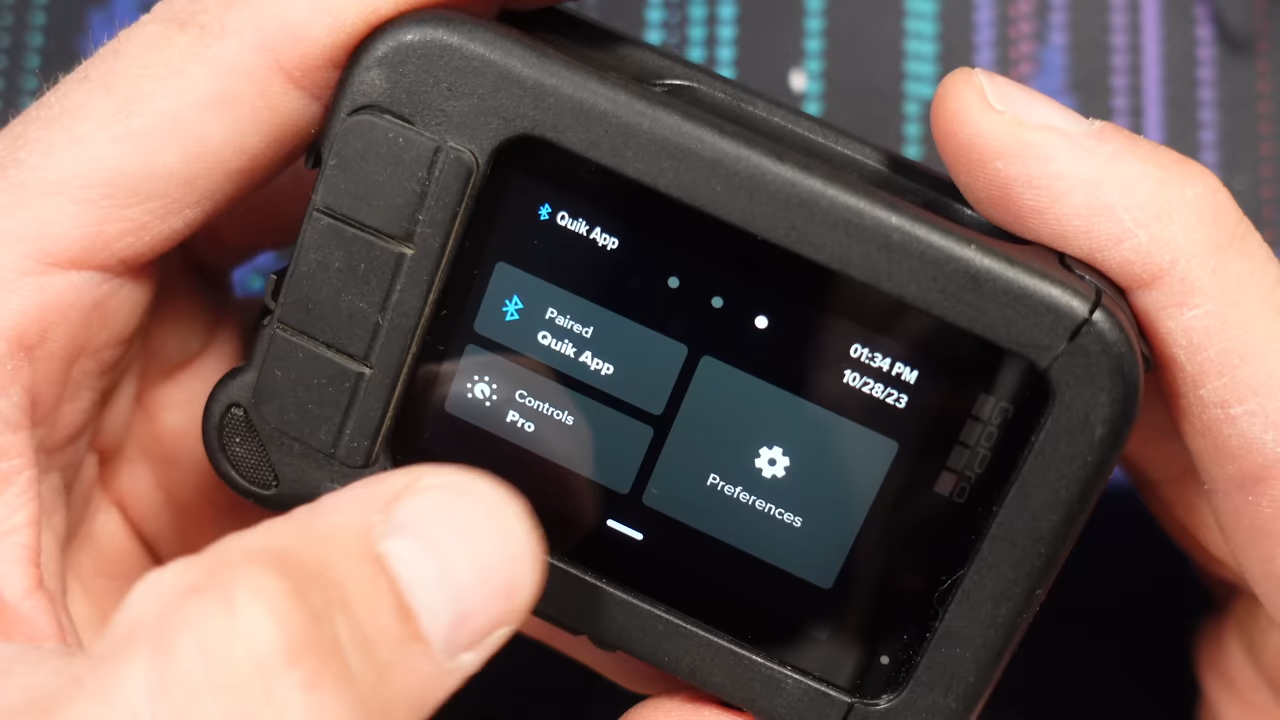 Quik App
01:34 PM
10/28/23
Paired
Quik App
Controls
Pro
Preferences
GoPro